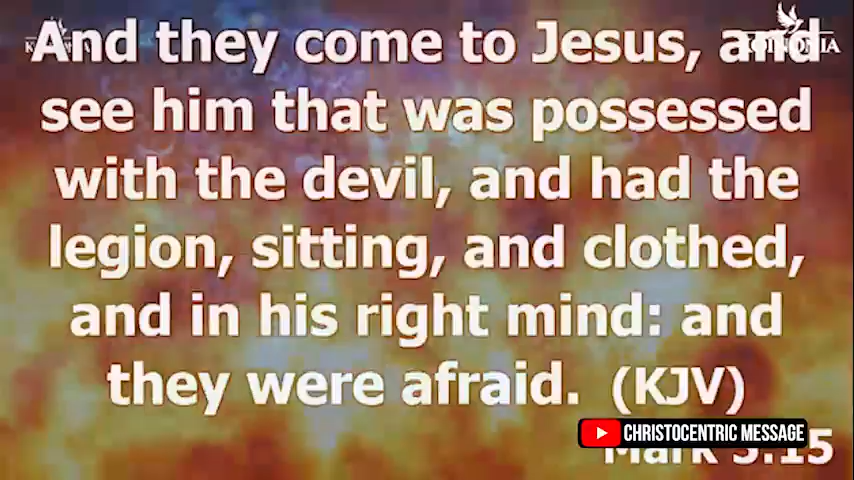 And they come to Jesus, and
see him that was possessed
with the devil, and had the
legion, sitting, and clothed,
and in his right mind: and
they were afraid. (KJV)
CHRISTOCENTRIC MESSAGE
Mark 5:15
KOINONIA